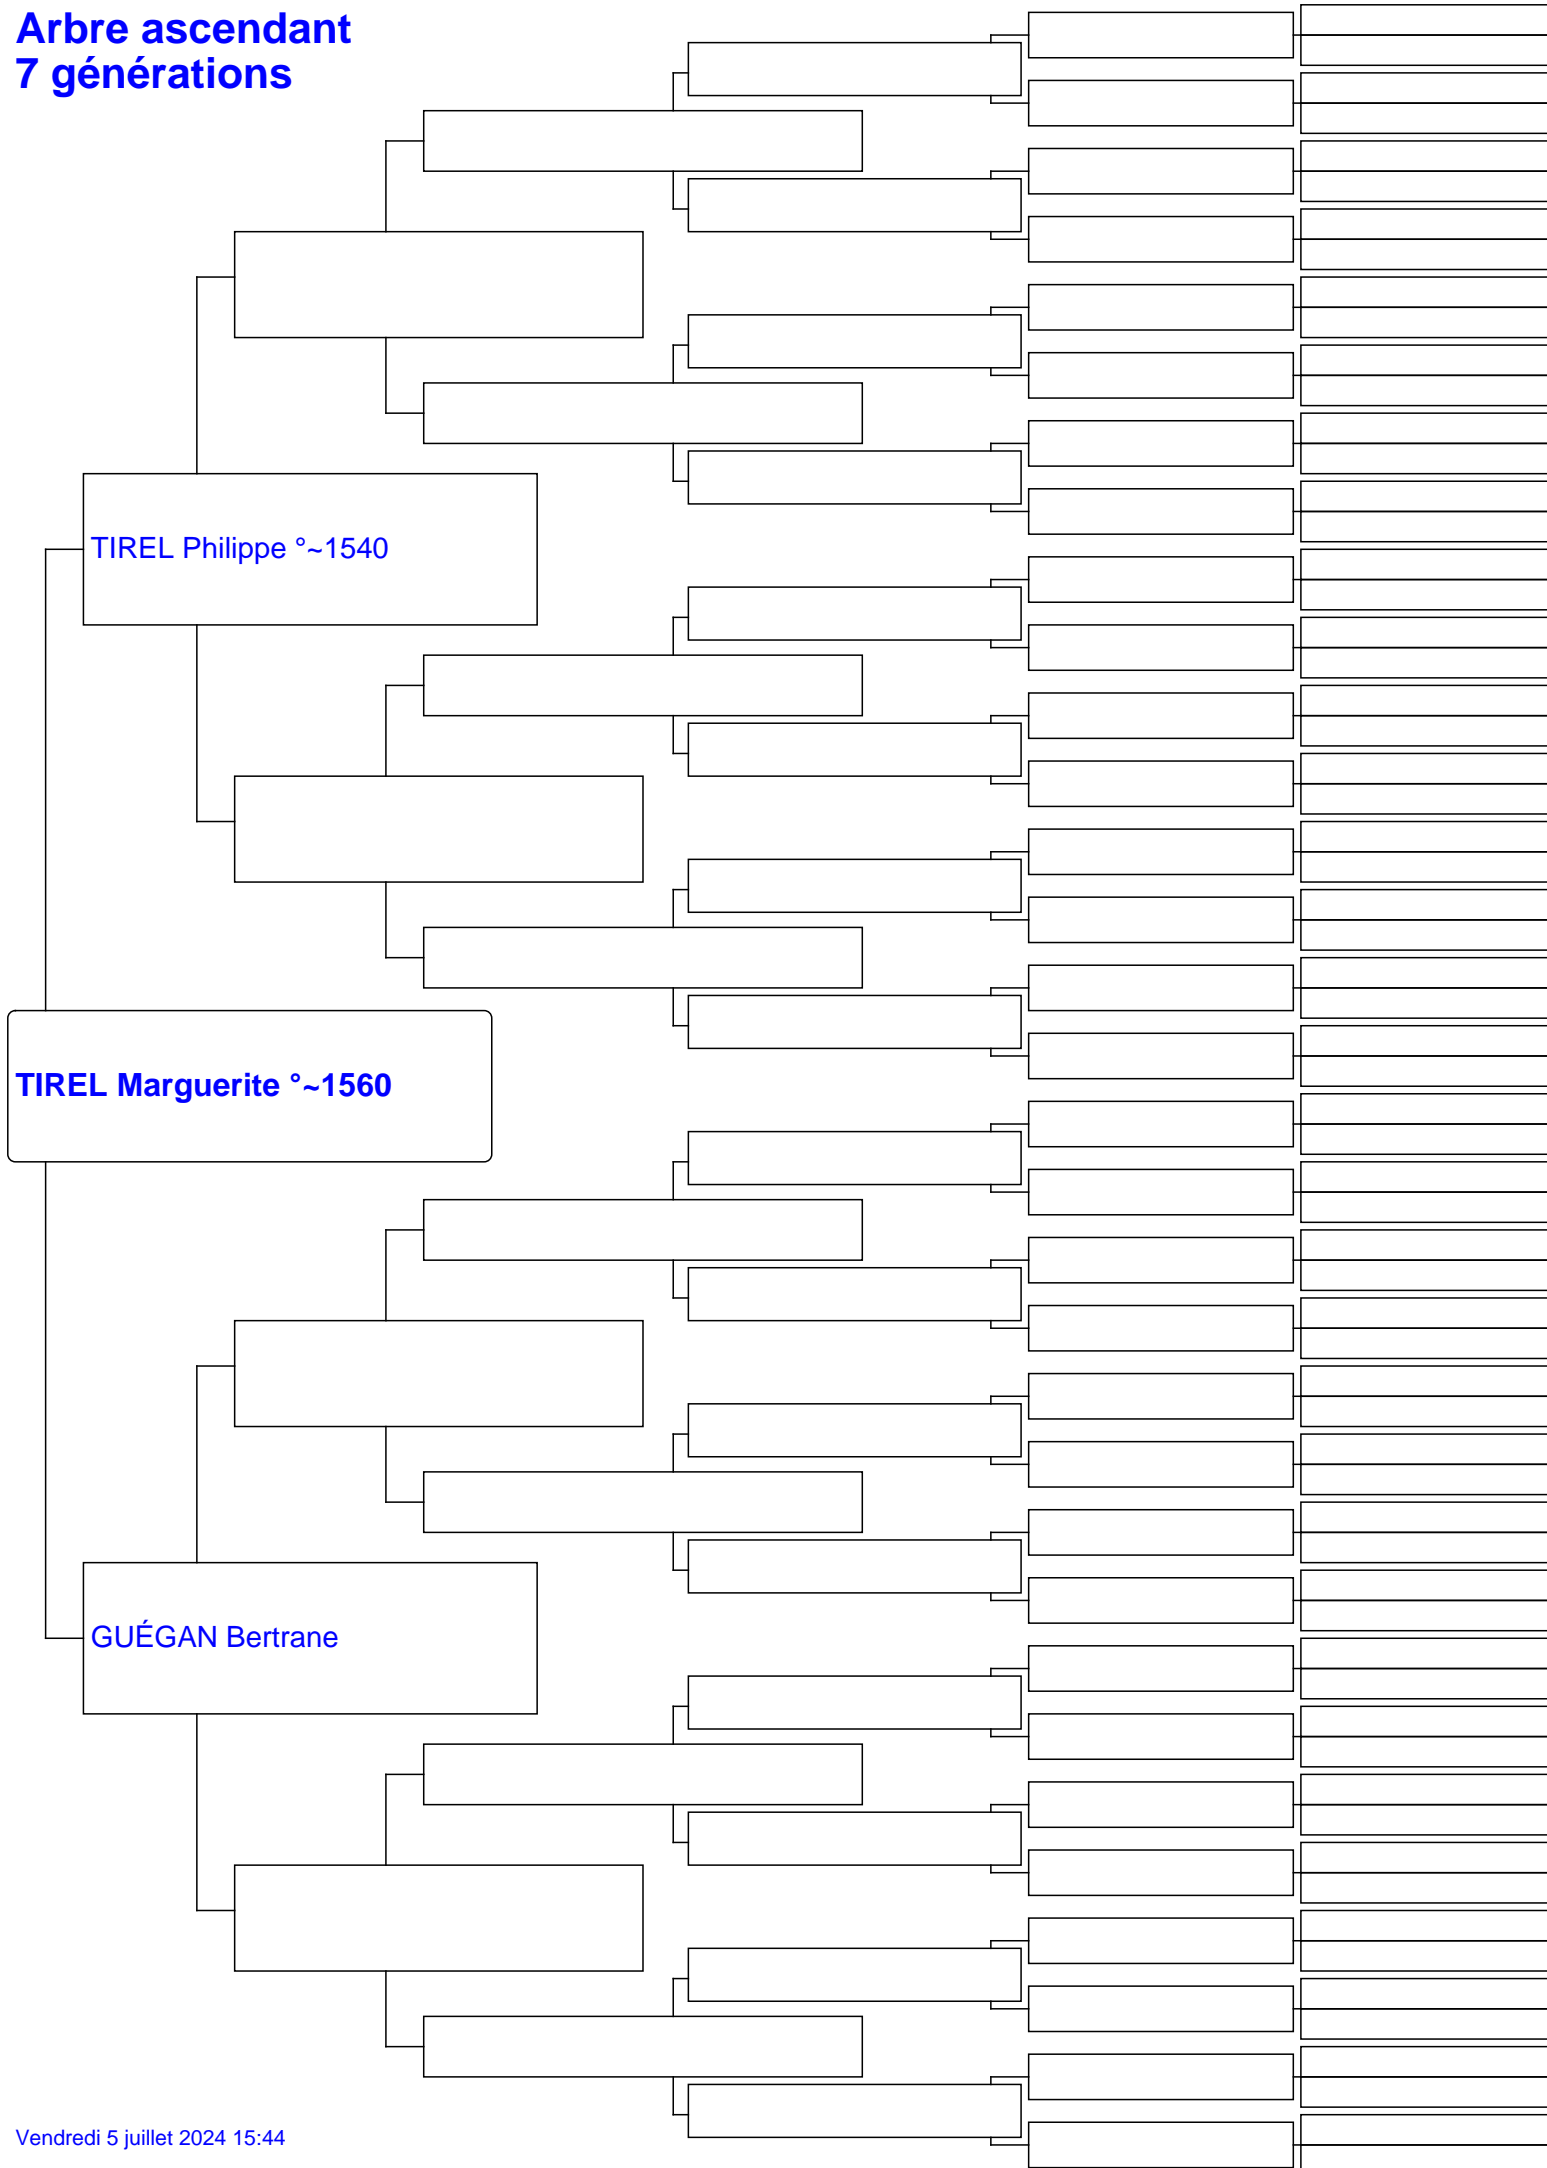 Arbre ascendant
7 générations
TIREL Philippe °~1540
TIREL Marguerite °~1560
GUÉGAN Bertrane
Vendredi 5 juillet 2024 15:44